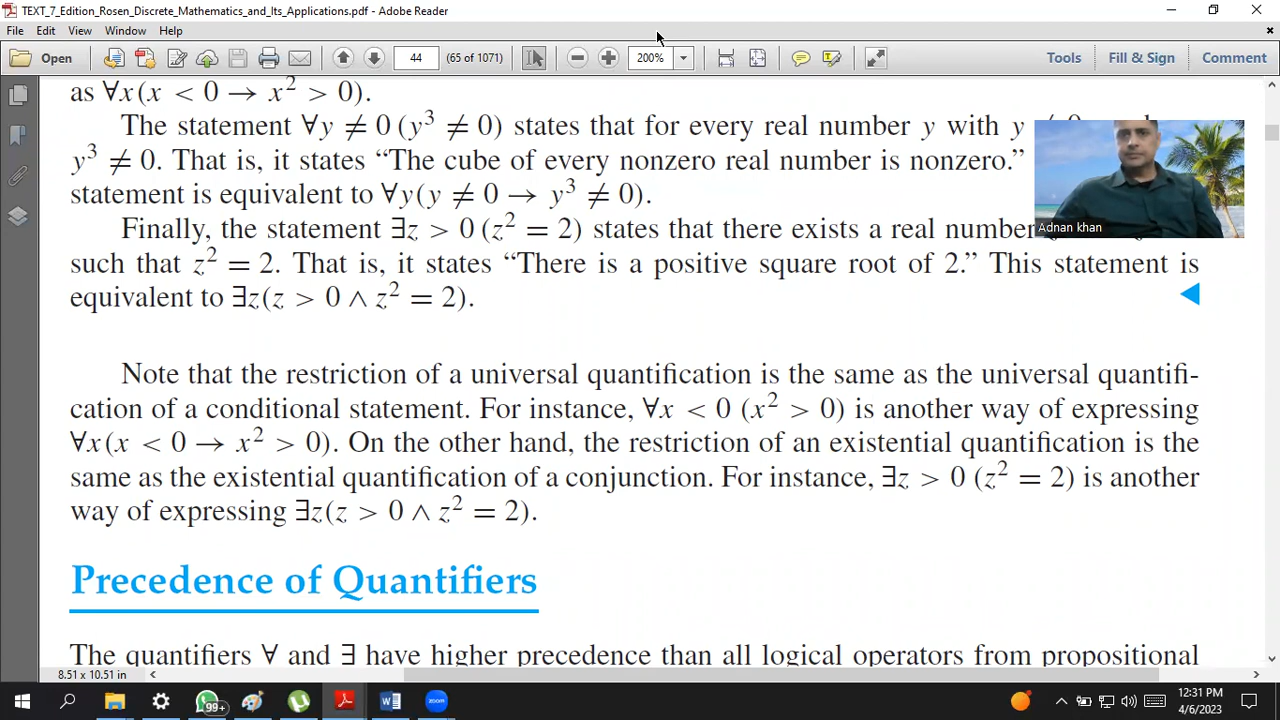 TEXT_7_Edition_Rosen_Discrete_Mathematics_and_Its_Applications.pdf - Adobe Reader
File Edit View Window Help
Open 44 (65 of 1071) 200% Tools Fill & Sign Comment
as ∀x(x < 0 → x² > 0).
The statement ∀y ≠ 0 (y³ ≠ 0) states that for every real number y with y
y³ ≠ 0. That is, it states “The cube of every nonzero real number is nonzero.”
statement is equivalent to ∀y(y ≠ 0 → y³ ≠ 0).
Finally, the statement ∃z > 0 (z² = 2) states that there exists a real number
such that z² = 2. That is, it states “There is a positive square root of 2.” This statement is
equivalent to ∃z(z > 0 ∧ z² = 2).
Adnan khan
Note that the restriction of a universal quantification is the same as the universal quantifi-
cation of a conditional statement. For instance, ∀x < 0 (x² > 0) is another way of expressing
∀x(x < 0 → x² > 0). On the other hand, the restriction of an existential quantification is the
same as the existential quantification of a conjunction. For instance, ∃z > 0 (z² = 2) is another
way of expressing ∃z(z > 0 ∧ z² = 2).
Precedence of Quantifiers
The quantifiers ∀ and ∃ have higher precedence than all logical operators from propositional
8.51 x 10.51 in
99+
zoom
12:31 PM
4/6/2023